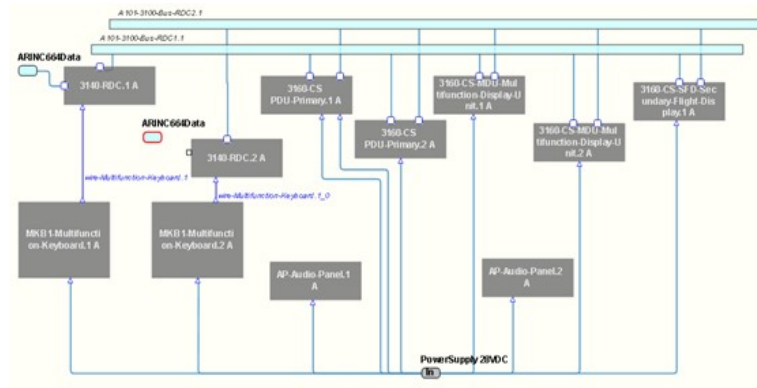 A101-3100-Bus-RDC2.1
A101-3100-Bus-RDC1.1
ARINC664Data
3140-RDC.1 A
3160-CS
PDU-Primary.1 A
3160-CS-MDU-Mul
tifunction-Display-U
nit.1 A
3160-CS-SFD-Sec
undary-Flight-Dis
play.1 A
ARINC664Data
3160-CS
PDU-Primary.2 A
3160-CS-MDU-Mul
tifunction-Display-U
nit.2 A
3140-RDC.2 A
wire-Multifunction-Keyboard.1
wire-Multifunction-Keyboard.1_0
MKB1-Multifuncti
on-Keyboard.1 A
MKB1-Multifuncti
on-Keyboard.2 A
AP-Audio-Panel.1
A
AP-Audio-Panel.2
A
PowerSupply 28VDC
In